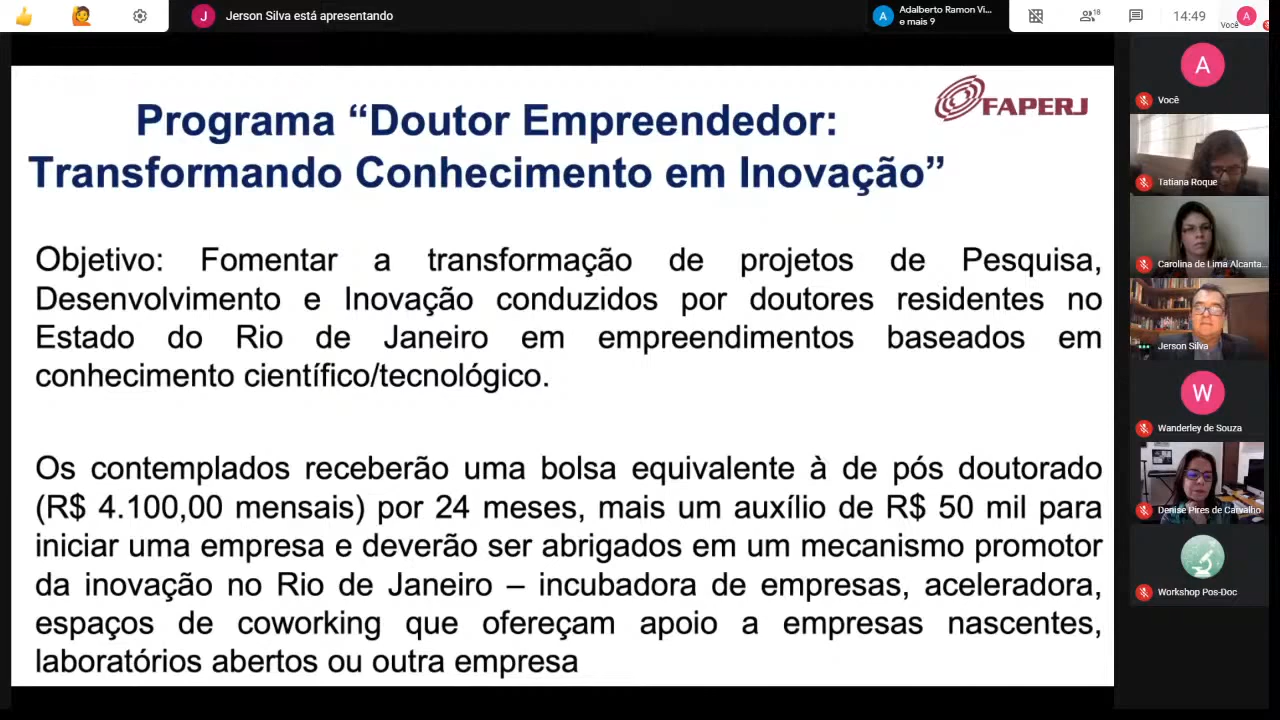 J Jerson Silva está apresentando
A Adalberto Ramon Vi...
e mais 9
18
14:49
Você
A
Programa “Doutor Empreendedor:
Transformando Conhecimento em Inovação”
FAPERJ
Objetivo: Fomentar a transformação de projetos de Pesquisa,
Desenvolvimento e Inovação conduzidos por doutores residentes no
Estado do Rio de Janeiro em empreendimentos baseados em
conhecimento científico/tecnológico.
Os contemplados receberão uma bolsa equivalente à de pós doutorado
(R$ 4.100,00 mensais) por 24 meses, mais um auxílio de R$ 50 mil para
iniciar uma empresa e deverão ser abrigados em um mecanismo promotor
da inovação no Rio de Janeiro – incubadora de empresas, aceleradora,
espaços de coworking que ofereçam apoio a empresas nascentes,
laboratórios abertos ou outra empresa
A
Você
Tatiana Roque
Carolina de Lima Alcanta...
Jerson Silva
W
Wanderley de Souza
Denise Pires de Carvalho
Workshop Pos-Doc